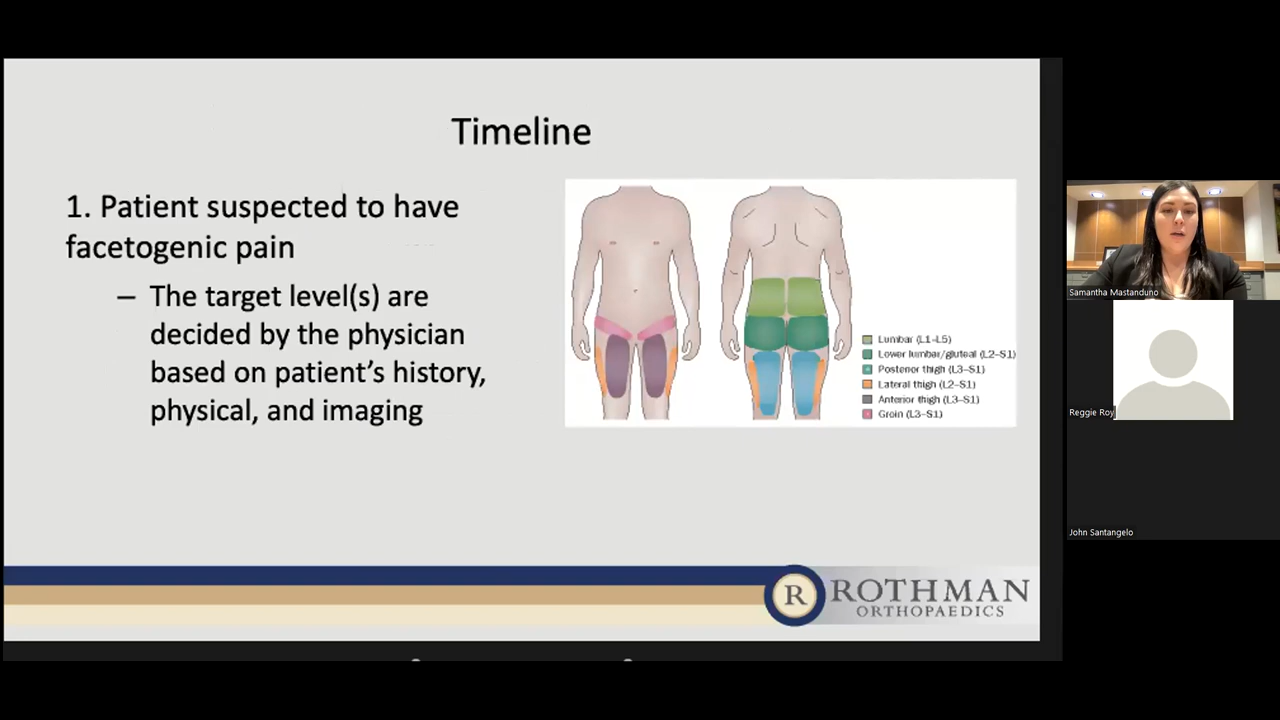 Timeline
1. Patient suspected to have
facetogenic pain
– The target level(s) are
decided by the physician
based on patient’s history,
physical, and imaging
Lumbar (L1–L5)
Lower lumbar/gluteal (L2–S1)
Posterior thigh (L3–S1)
Lateral thigh (L2–S1)
Anterior thigh (L3–S1)
Groin (L3–S1)
R ROTHMAN
ORTHOPAEDICS
Samantha Mastanduno
Reggie Roy
John Santangelo